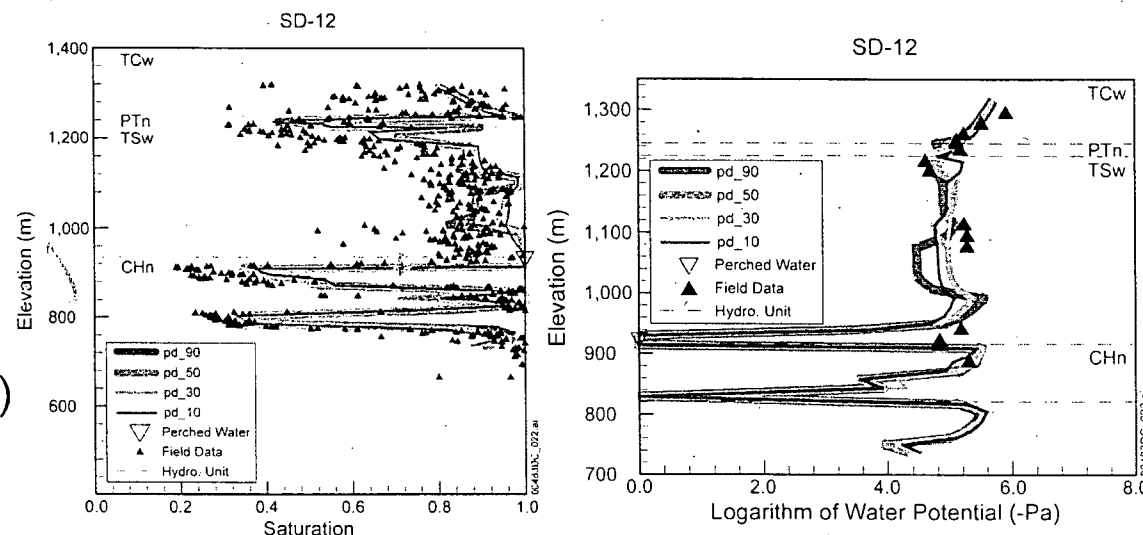 SD-12
1,400
TCw
PTn
1,200
TSw
1,000
CHn
800
600
Elevation (m)
pd_90
pd_50
pd_30
pd_10
Perched Water
Field Data
Hydro. Unit
0.0 0.2 0.4 0.6 0.8 1.0
Saturation
SD-12
1,300
TCw
PTn
1,200
TSw
1,100
1,000
900
CHn
800
700
Elevation (m)
pd_90
pd_50
pd_30
pd_10
Perched Water
Field Data
Hydro. Unit
0 2.0 4.0 6.0 8.0
Logarithm of Water Potential (-Pa)